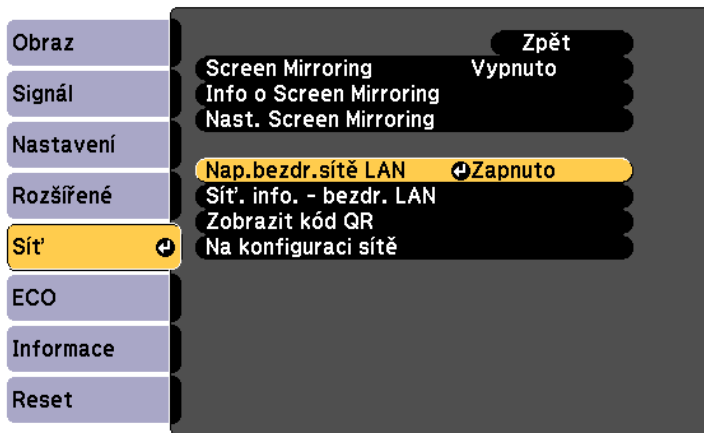 Obraz
Signál
Nastavení
Rozšířené
Síť
ECO
Informace
Reset
Zpět
Screen Mirroring Vypnuto
Info o Screen Mirroring
Nast. Screen Mirroring
Nap.bezdr.sítě LAN Zapnuto
Síť. info. - bezdr. LAN
Zobrazit kód QR
Na konfiguraci sítě